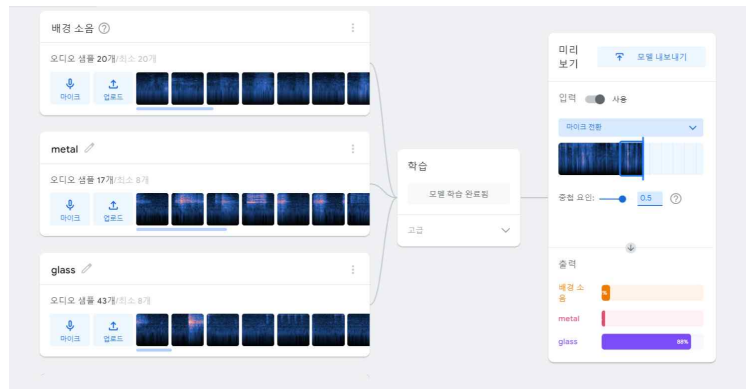 배경 소음
오디오 샘플 20개/최소 20개
마이크
업로드
metal
오디오 샘플 17개/최소 8개
마이크
업로드
glass
오디오 샘플 43개/최소 8개
마이크
업로드
학습
모델 학습 완료됨
고급
미리
보기
모델 내보내기
입력
사용
마이크 전환
중첩 요인:
0.5
출력
배경 소
음
%
metal
glass
88%